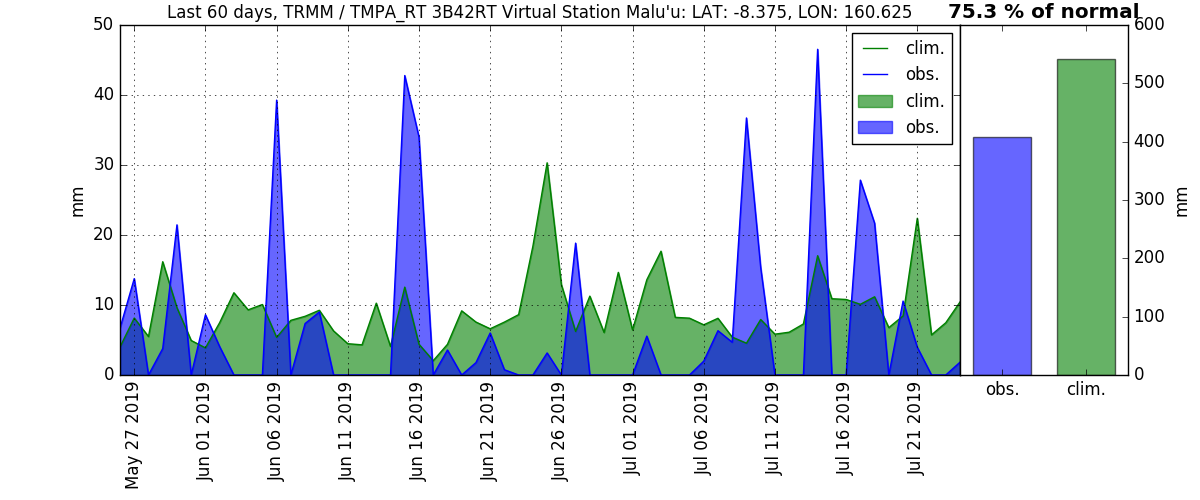 Last 60 days, TRMM / TMPA_RT 3B42RT Virtual Station Malu'u: LAT: -8.375, LON: 160.625
75.3 % of normal
50
40
30
20
10
0
mm
clim.
obs.
clim.
obs.
600
500
400
300
200
100
0
mm
May 27 2019
Jun 01 2019
Jun 06 2019
Jun 11 2019
Jun 16 2019
Jun 21 2019
Jun 26 2019
Jul 01 2019
Jul 06 2019
Jul 11 2019
Jul 16 2019
Jul 21 2019
obs.
clim.